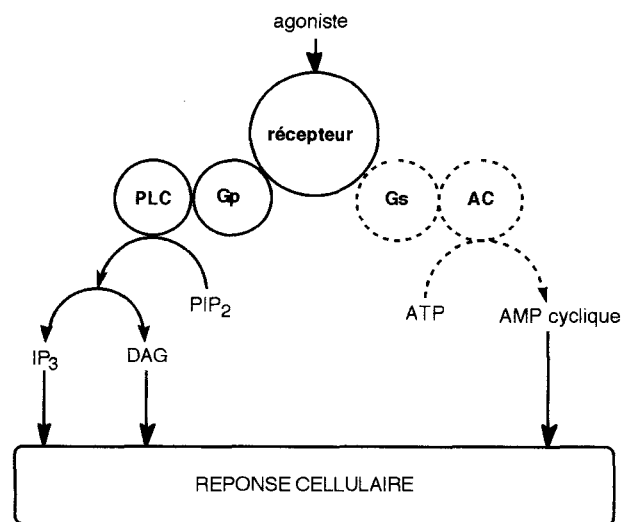 agoniste
récepteur
PLC
Gp
Gs
AC
PIP2
ATP
AMP cyclique
IP3
DAG
REPONSE CELLULAIRE